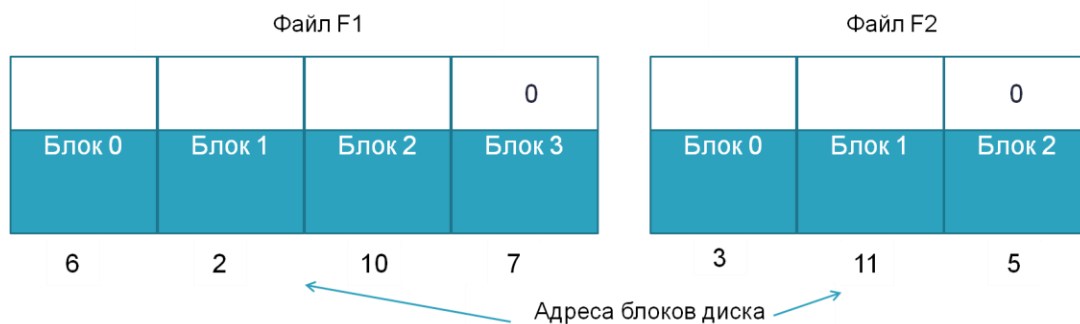 Файл F1 Файл F2
0 0
Блок 0 Блок 1 Блок 2 Блок 3 Блок 0 Блок 1 Блок 2
6 2 10 7 3 11 5
Адреса блоков диска